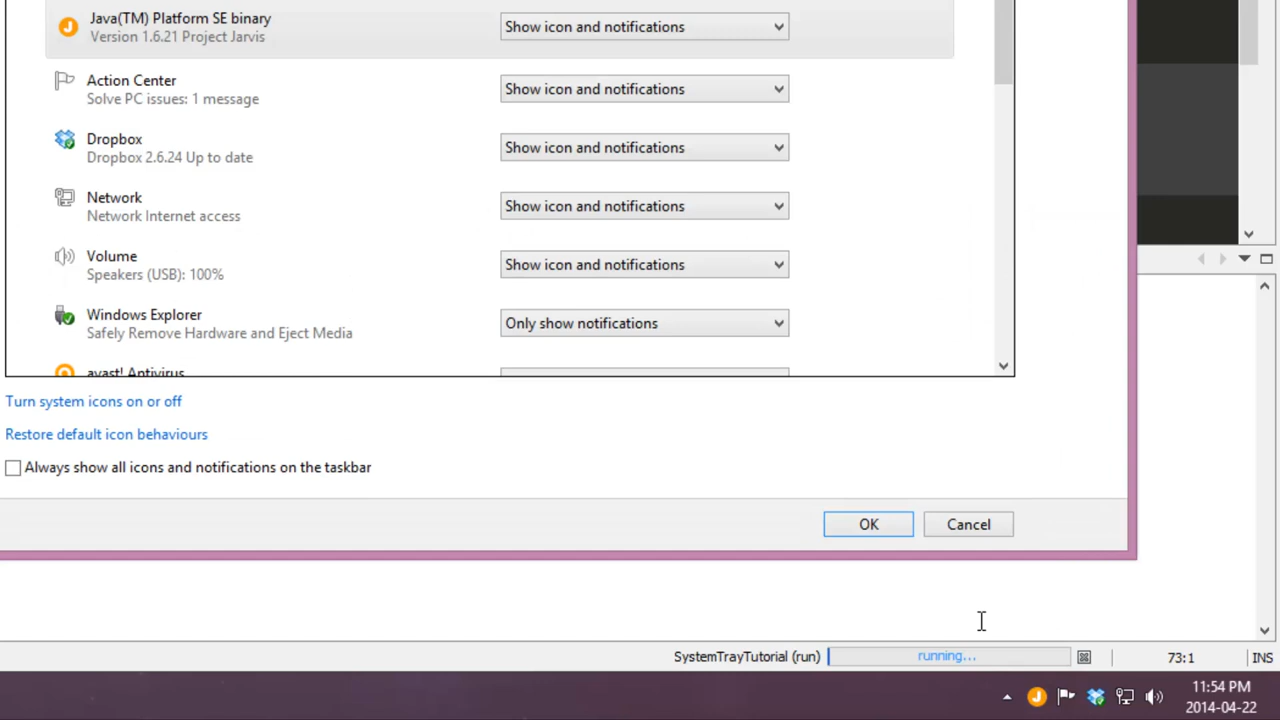 Java(TM) Platform SE binary
Version 1.6.21 Project Jarvis
Show icon and notifications
Action Center
Solve PC issues: 1 message
Show icon and notifications
Dropbox
Dropbox 2.6.24 Up to date
Show icon and notifications
Network
Network Internet access
Show icon and notifications
Volume
Speakers (USB): 100%
Show icon and notifications
Windows Explorer
Safely Remove Hardware and Eject Media
Only show notifications
avast! Antivirus
Turn system icons on or off
Restore default icon behaviours
Always show all icons and notifications on the taskbar
OK
Cancel
SystemTrayTutorial (run)
running...
73:1
INS
11:54 PM
2014-04-22